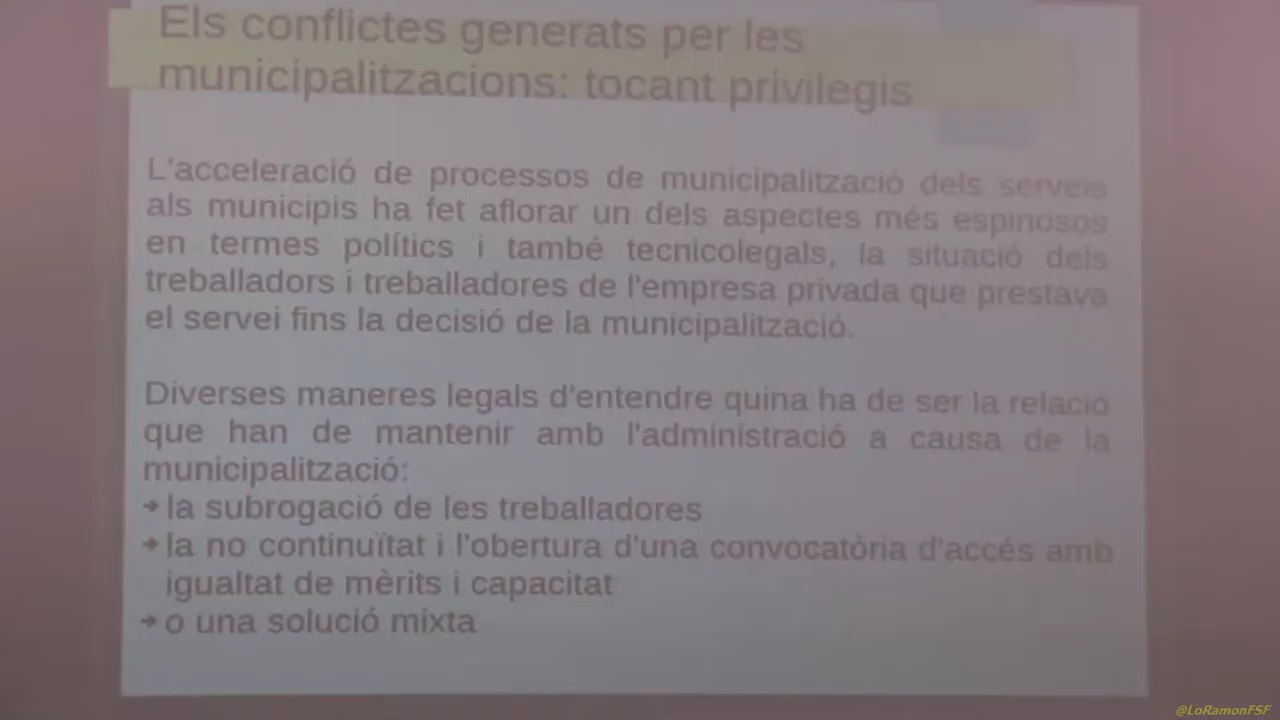 Els conflictes generats per les
municipalitzacions: tocant privilegis
L'acceleració de processos de municipalització dels serveis
als municipis ha fet aflorar un dels aspectes més espinosos
en termes polítics i també tecnicolegals, la situació dels
treballadors i treballadores de l'empresa privada que prestava
el servei fins la decisió de la municipalització.
Diverses maneres legals d'entendre quina ha de ser la relació
que han de mantenir amb l'administració a causa de la
municipalització:
➔ la subrogació de les treballadores
➔ la no continuïtat i l'obertura d'una convocatòria d'accés amb
igualtat de mèrits i capacitat
➔ o una solució mixta
@LoRamonFSF